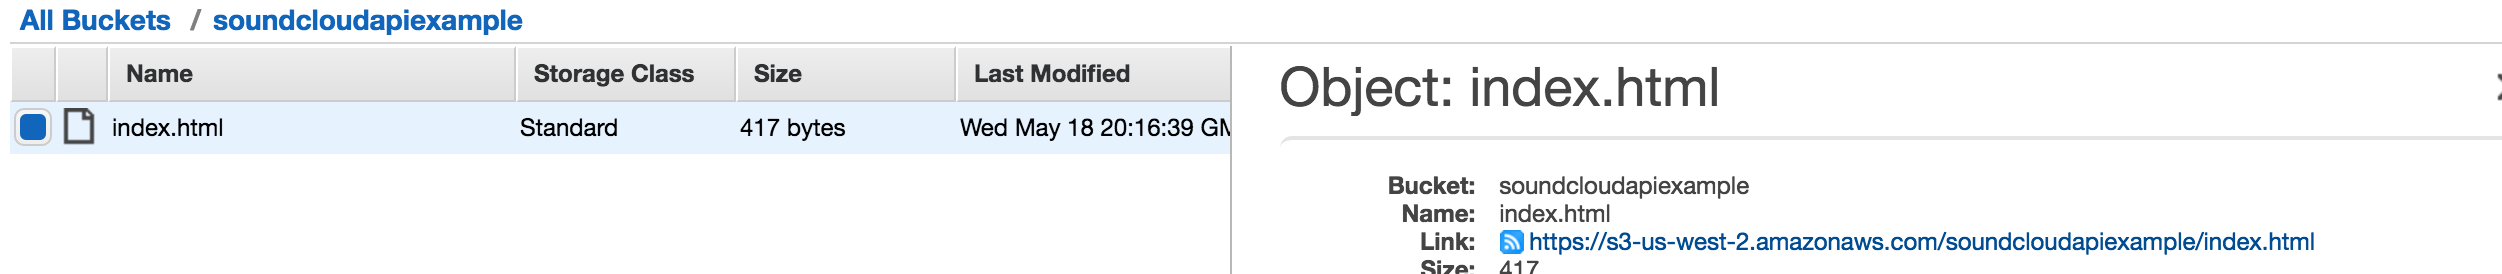 All Buckets / soundcloudapiexample
Name Storage Class Size Last Modified
index.html Standard 417 bytes Wed May 18 20:16:39
Object: index.html
Bucket: soundcloudapiexample
Name: index.html
Link: https://s3-us-west-2.amazonaws.com/soundcloudapiexample/index.html
Size: 417